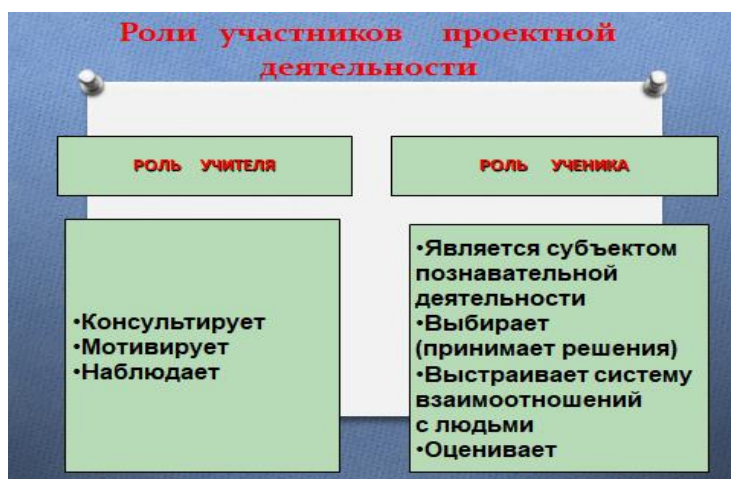 Роли участников проектной
деятельности
РОЛЬ УЧИТЕЛЯ
•Консультирует
•Мотивирует
•Наблюдает
РОЛЬ УЧЕНИКА
•Является субъектом
познавательной
деятельности
•Выбирает
(принимает решения)
•Выстраивает систему
взаимоотношений
с людьми
•Оценивает